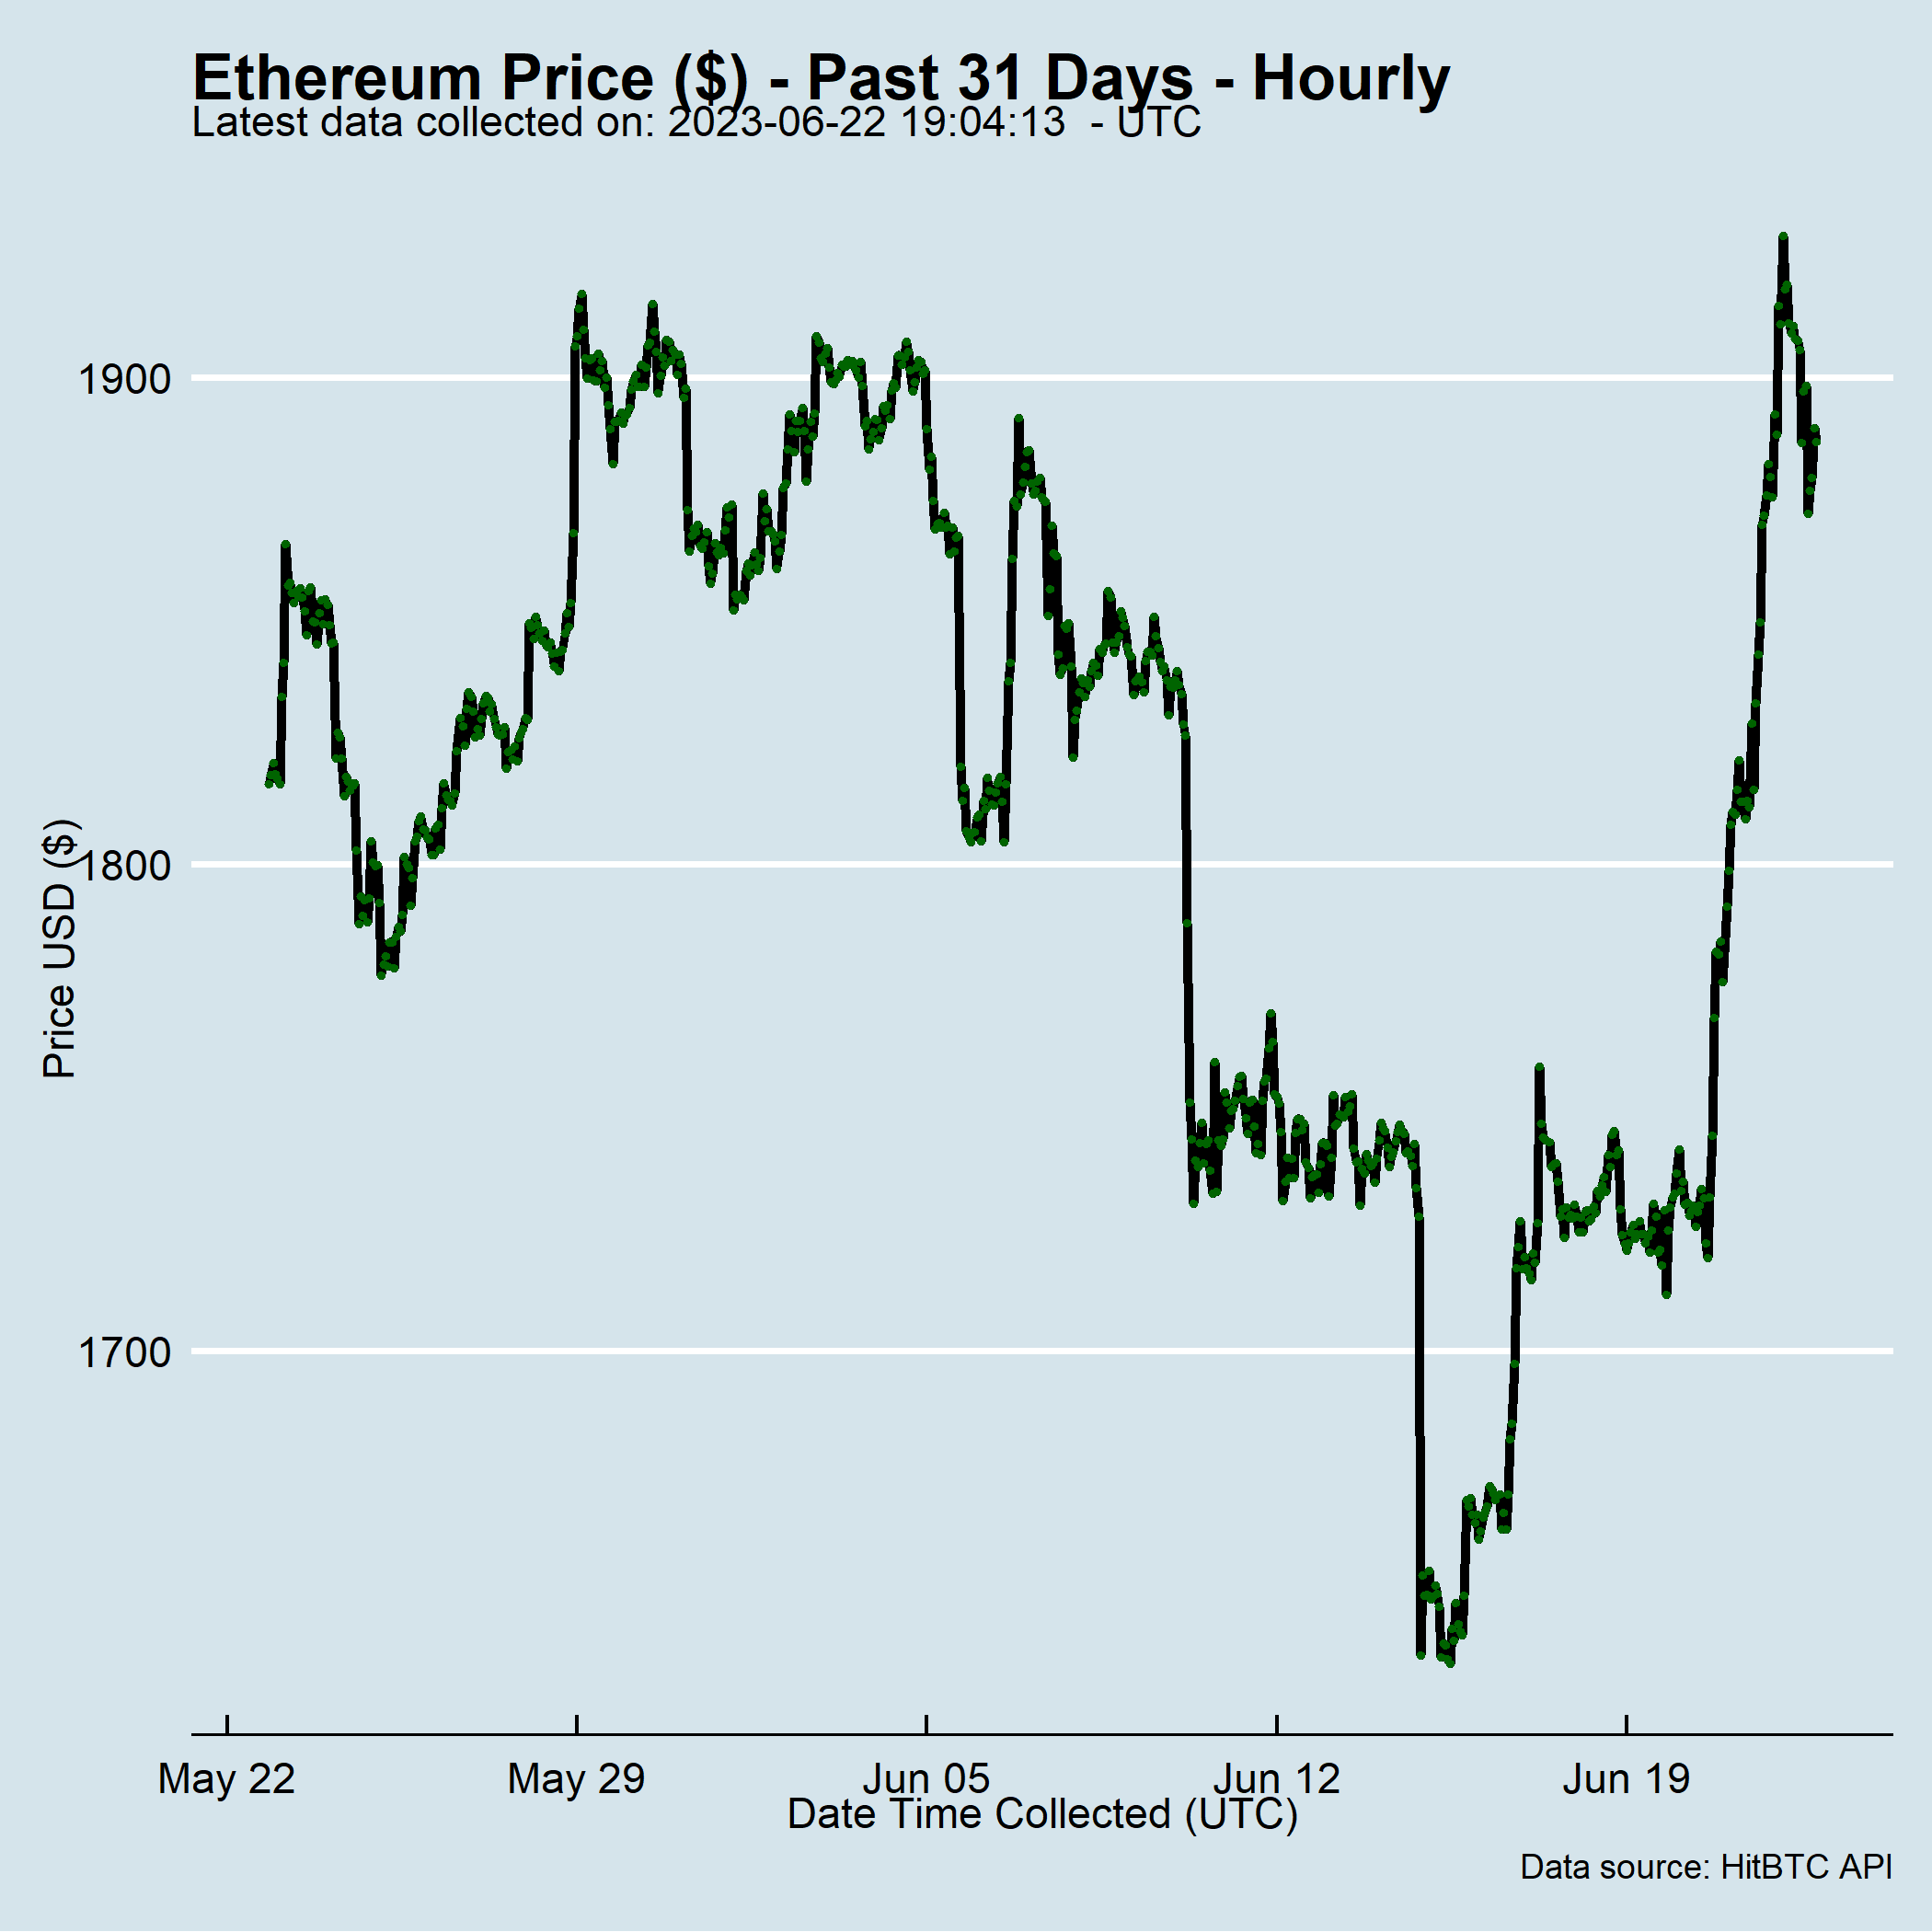 Ethereum Price ($) - Past 31 Days - Hourly
Latest data collected on: 2023-06-22 19:04:13  - UTC
1900
1800
1700
Price USD ($)
May 22
May 29
Jun 05
Jun 12
Jun 19
Date Time Collected (UTC)
Data source: HitBTC API